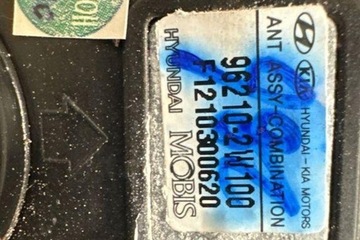 KIA HYUNDAI - KIA MOTORS
ANT ASSY-COMBINATION
96210-2W100
F1210300620
HYUNDAI MOBIS